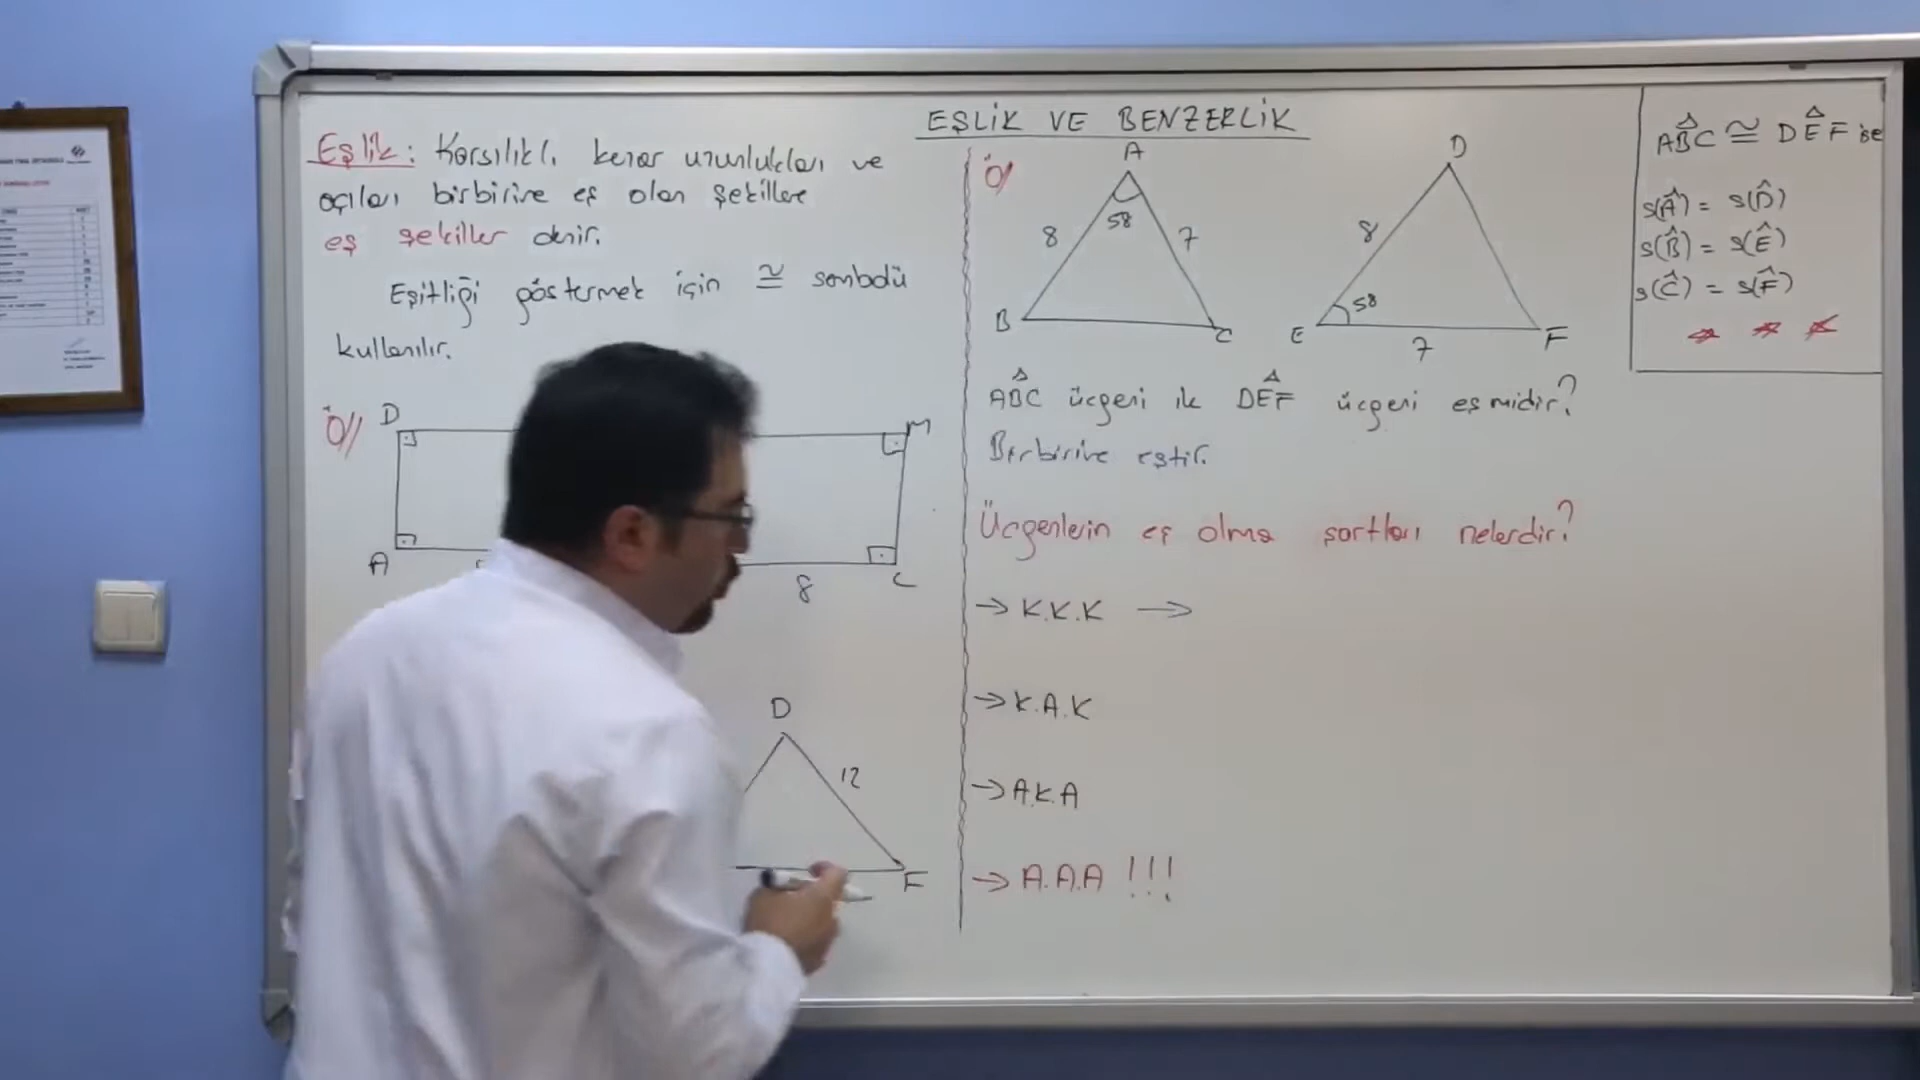 EŞLİK VE BENZERLİK
Eşlik: Karşılıklı kenar uzunlukları ve
açıları birbirine eş olan şekillere
eş şekiller denir.
Eşitliği göstermek için ≅ sembolü
kullanılır.
Ö//
D
M
A
8
C
D
12
F
Ö/
A
58
8
7
B
C
D
8
58
E
7
F
ABC üçgeni ile DEF üçgeni eşmidir?
Birbirine eştir.
Üçgenlerin eş olma şartları nelerdir?
→ K.K.K →
→ K.A.K
→ A.K.A
→ A.A.A !!!
ABC ≅ DEF ise
s(Â) = s(D̂)
s(B̂) = s(Ê)
s(Ĉ) = s(F̂)